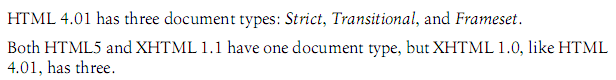 HTML 4.01 has three document types: Strict, Transitional, and Frameset.
Both HTML5 and XHTML 1.1 have one document type, but XHTML 1.0, like HTML
4.01, has three.